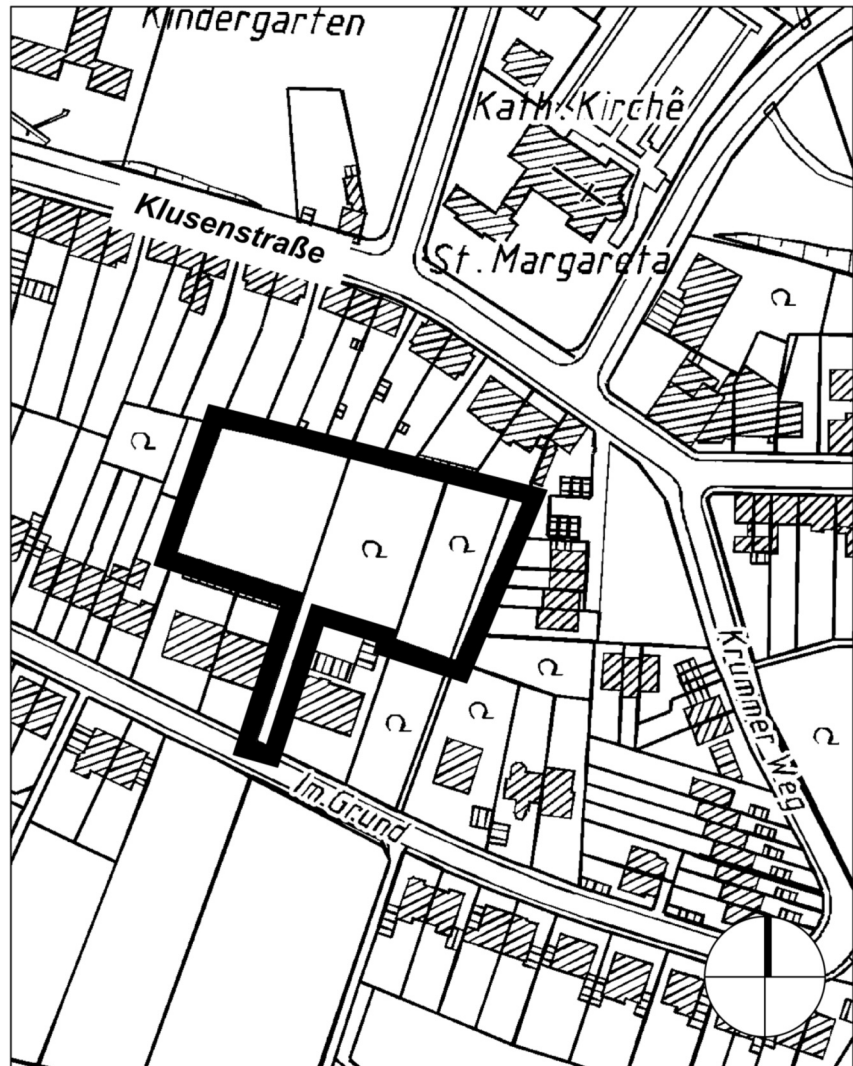 Kindergarten
Kath. Kirche
Klusenstraße
St. Margareta
Krummer Weg
Im Grund